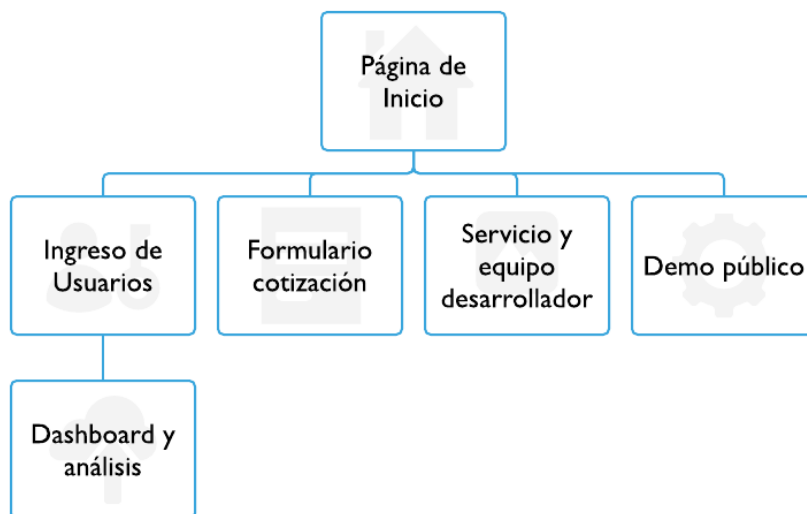 Página de
Inicio
Ingreso de
Usuarios
Formulario
cotización
Servicio y
equipo
desarrollador
Demo público
Dashboard y
análisis